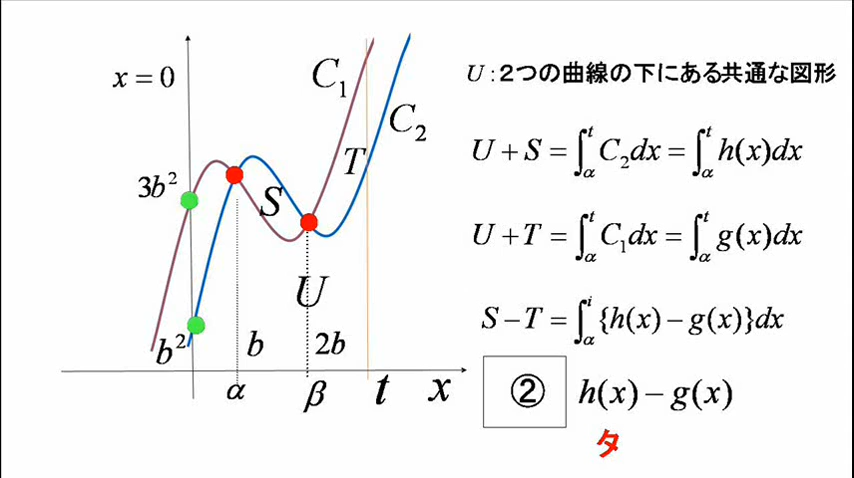 x = 0
C₁
U : 2つの曲線の下にある共通な図形
C₂
U + S = ∫_α^t C₂dx = ∫_α^t h(x)dx
T
3b²
S
U + T = ∫_α^t C₁dx = ∫_α^t g(x)dx
U
S − T = ∫_α^i {h(x) − g(x)}dx
b²
b
2b
α
β
t
x
② h(x) − g(x)
タ